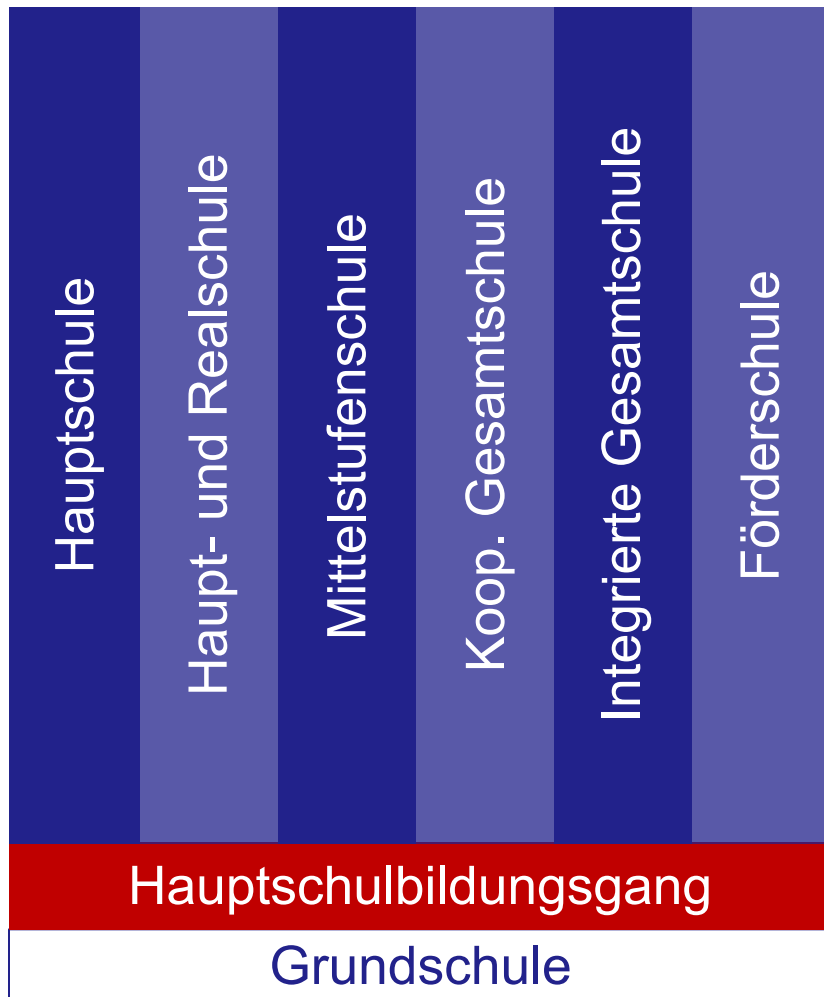 Hauptschule
Haupt- und Realschule
Mittelstufenschule
Koop. Gesamtschule
Integrierte Gesamtschule
Förderschule
Hauptschulbildungsgang
Grundschule